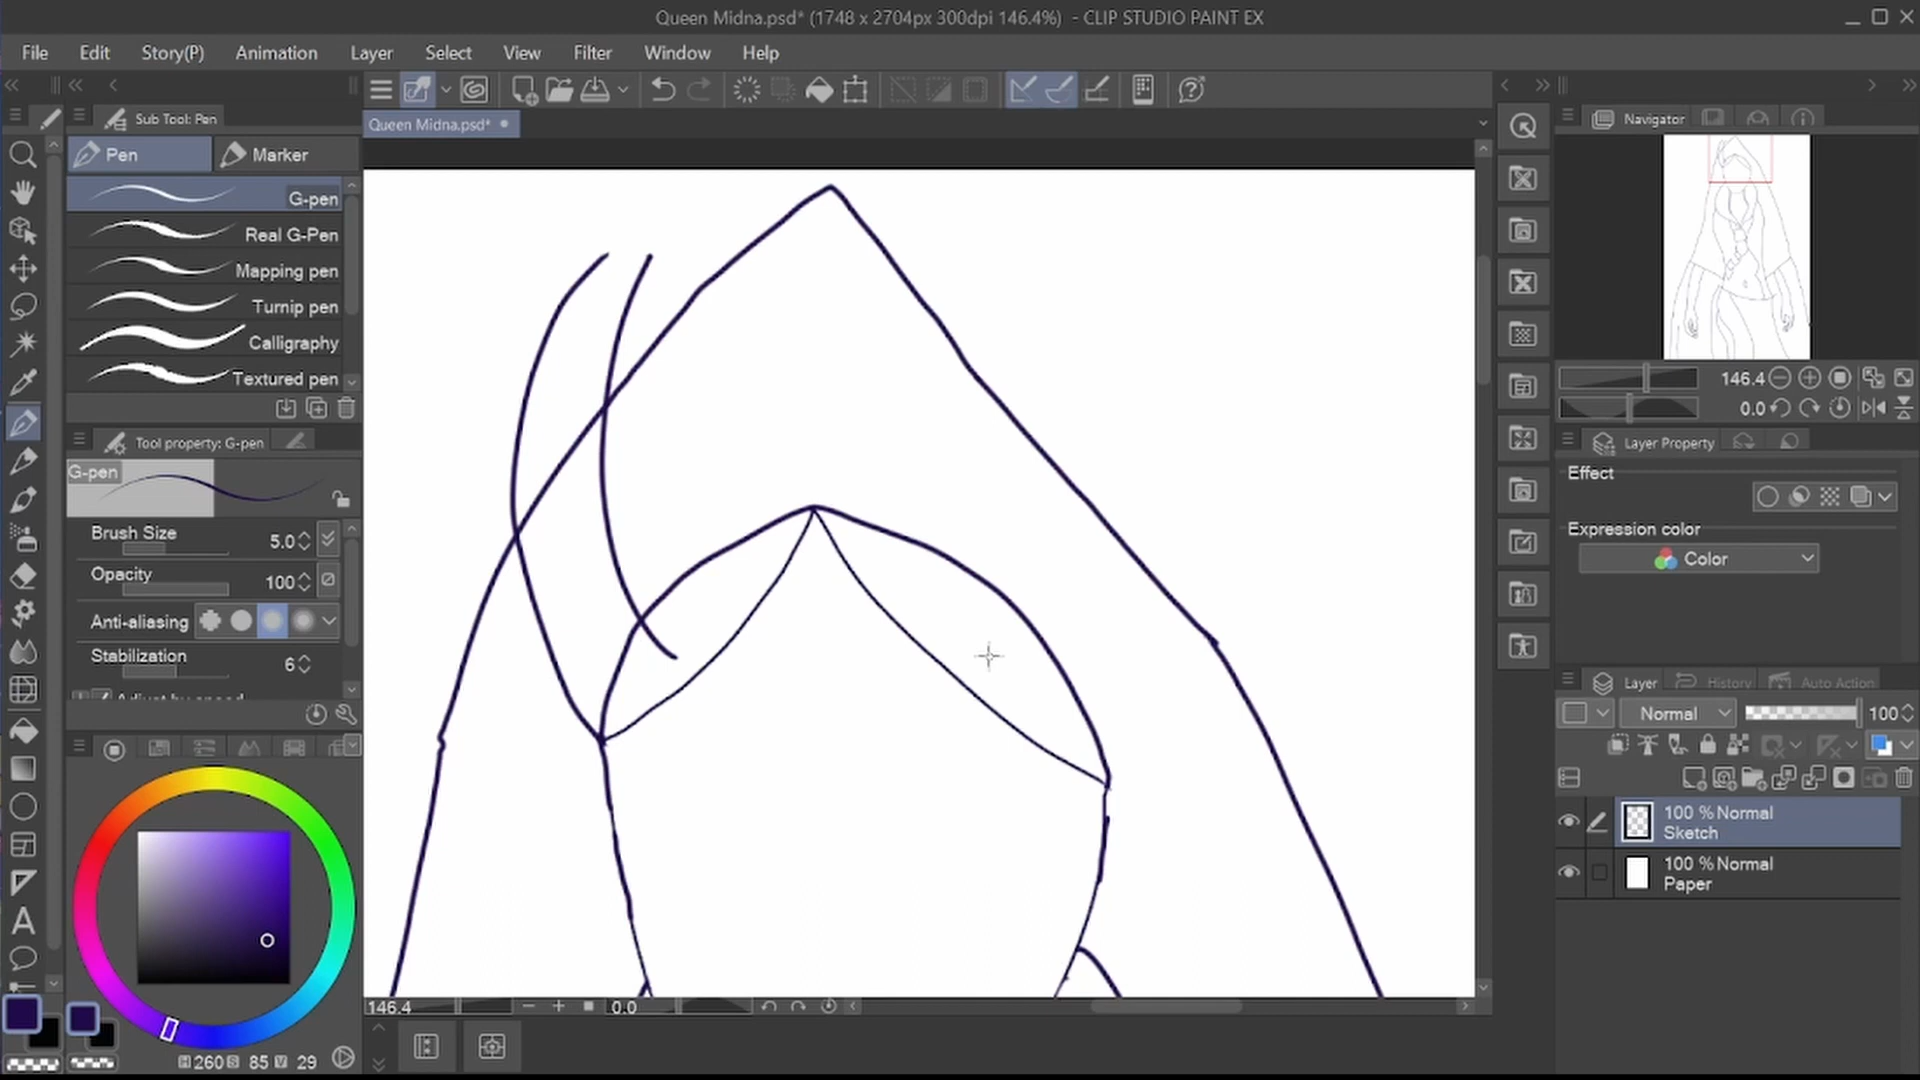 Queen Midna.psd* (1748 x 2704px 300dpi 146.4%) - CLIP STUDIO PAINT EX
File Edit Story(P) Animation Layer Select View Filter Window Help
Sub Tool: Pen
Queen Midna.psd*
Navigator
Pen Marker
G-pen
Real G-Pen
Mapping pen
Turnip pen
Calligraphy
Textured pen
146.4
0.0
Tool property: G-pen
Layer Property
G-pen
Effect
Brush Size 5.0
Expression color
Color
Opacity 100
Anti-aliasing
Stabilization 6
Adjust by speed
Layer History Auto Action
Normal 100
100 % Normal
Sketch
100 % Normal
Paper
A
146.4 0.0
H 260 S 85 V 29